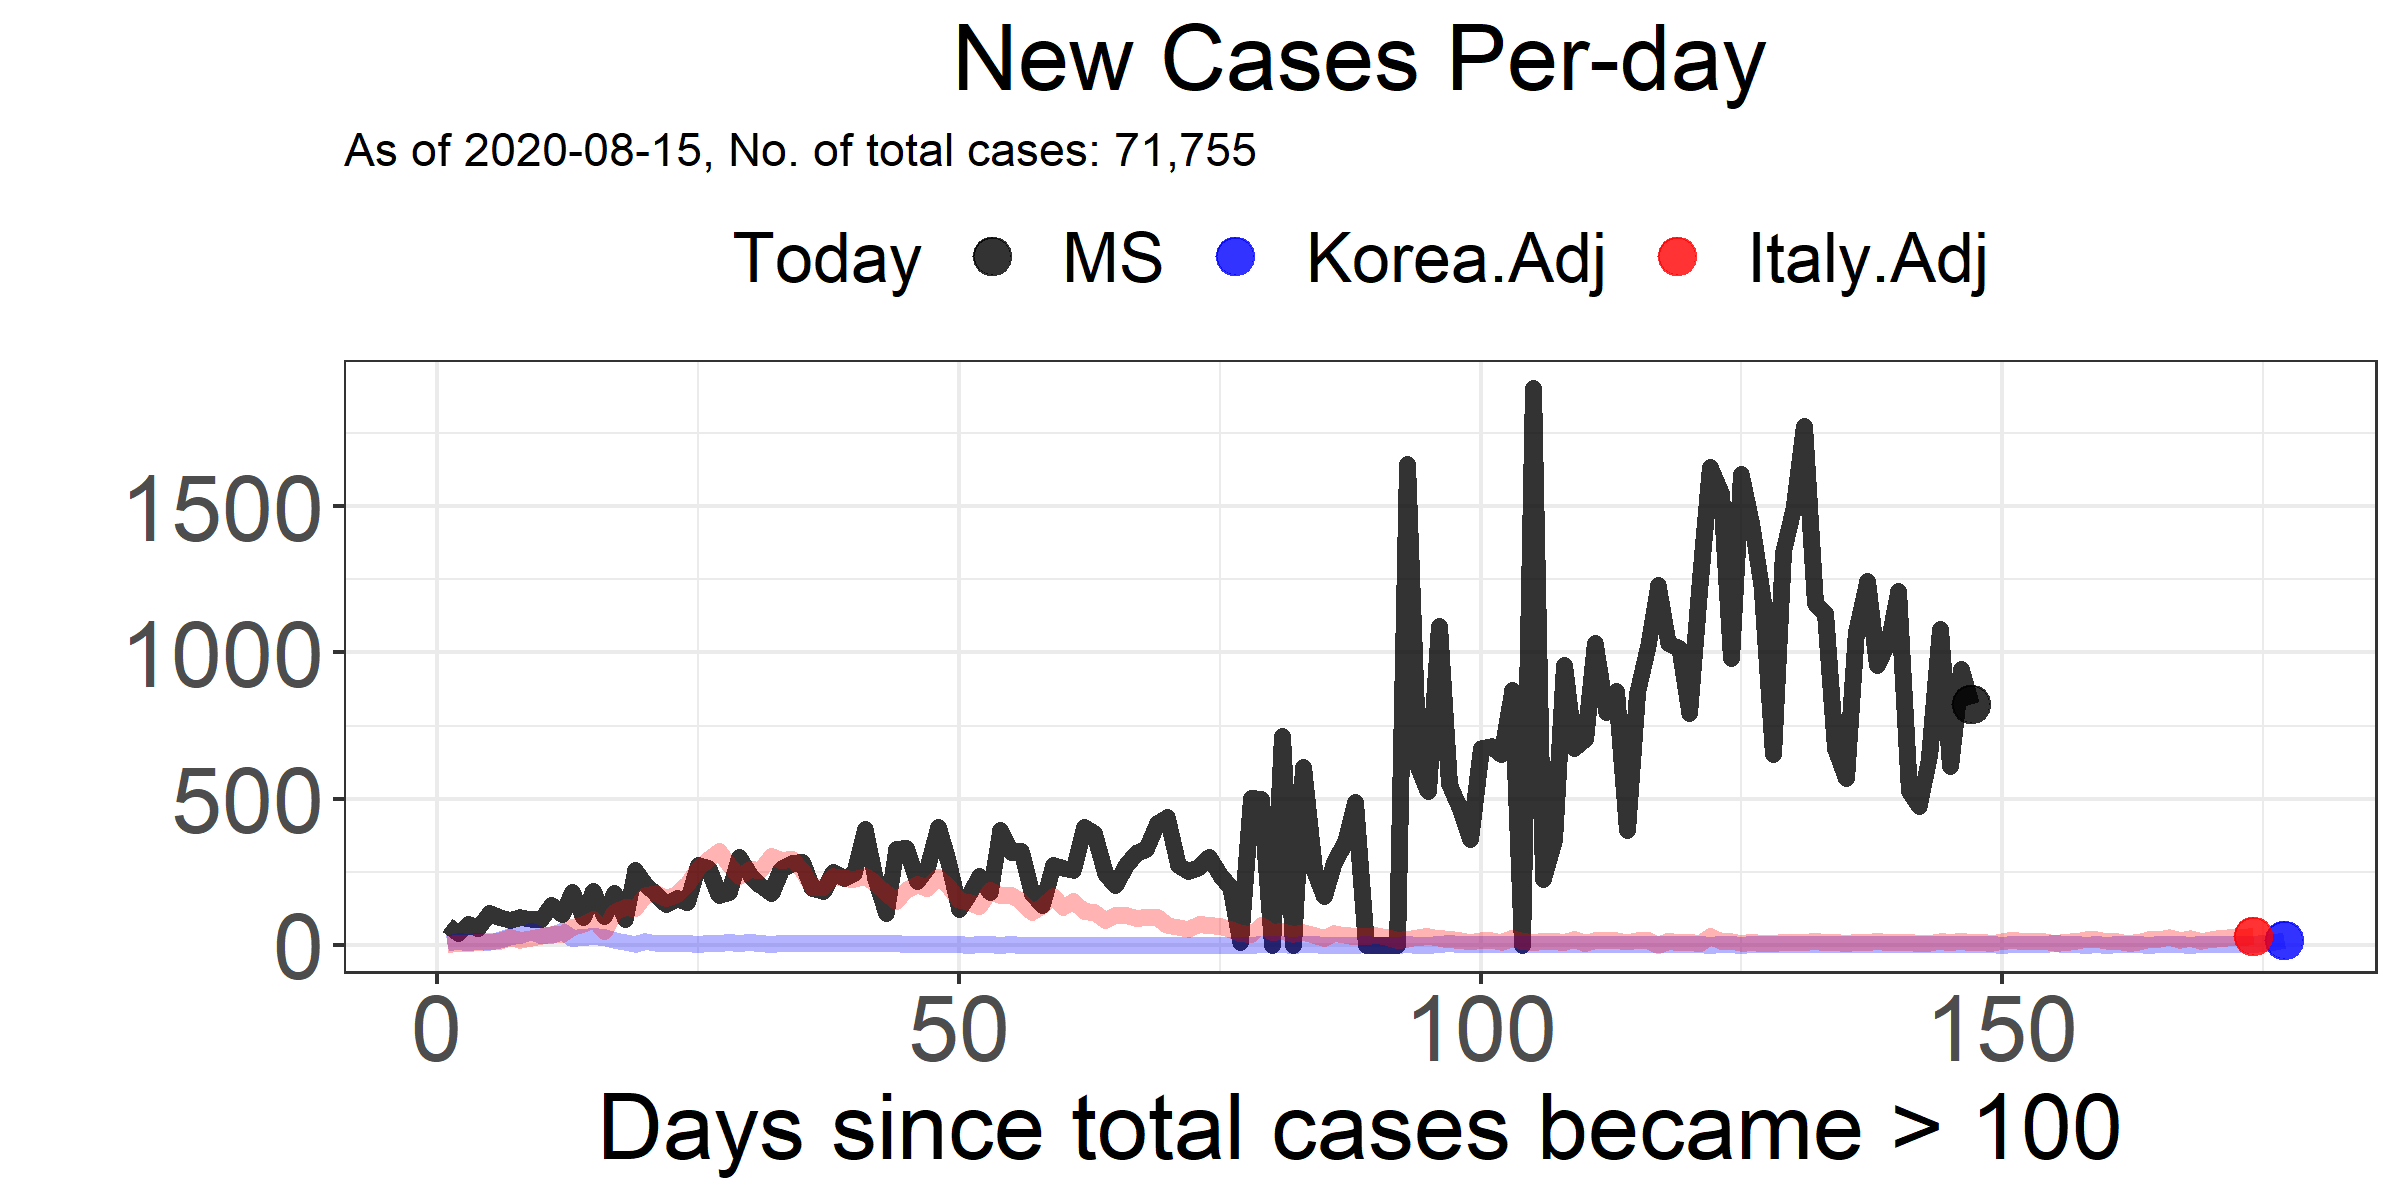 New Cases Per-day
As of 2020-08-15, No. of total cases: 71,755
Today MS Korea.Adj Italy.Adj
1500
1000
500
0
0 50 100 150
Days since total cases became > 100